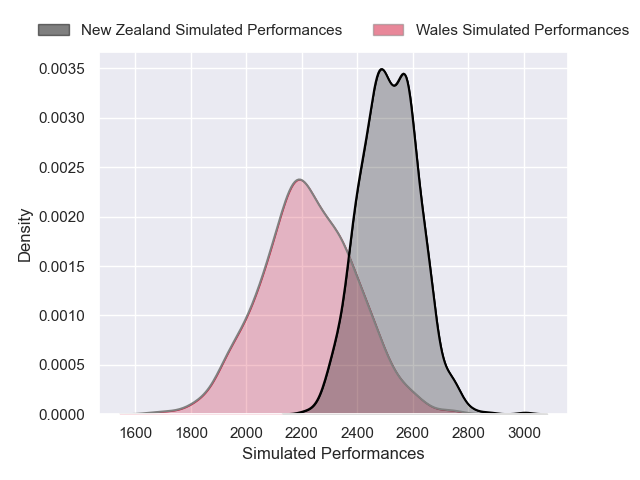 New Zealand Simulated Performances
Wales Simulated Performances
0.0035
0.0030
0.0025
0.0020
0.0015
0.0010
0.0005
0.0000
Density
1600 1800 2000 2200 2400 2600 2800 3000
Simulated Performances